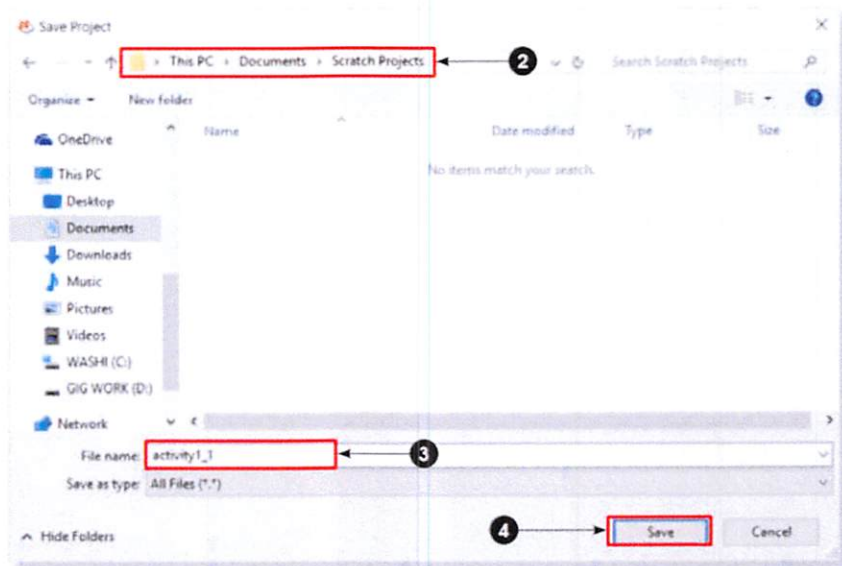 Save Project
This PC › Documents › Scratch Projects
2
Search Scratch Projects
Organize
New folder
Name
Date modified
Type
Size
No items match your search.
OneDrive
This PC
Desktop
Documents
Downloads
Music
Pictures
Videos
WASHI (C:)
GIG WORK (D:)
Network
File name: activity1_1
3
Save as type: All Files (*.*)
4
Save
Cancel
Hide Folders